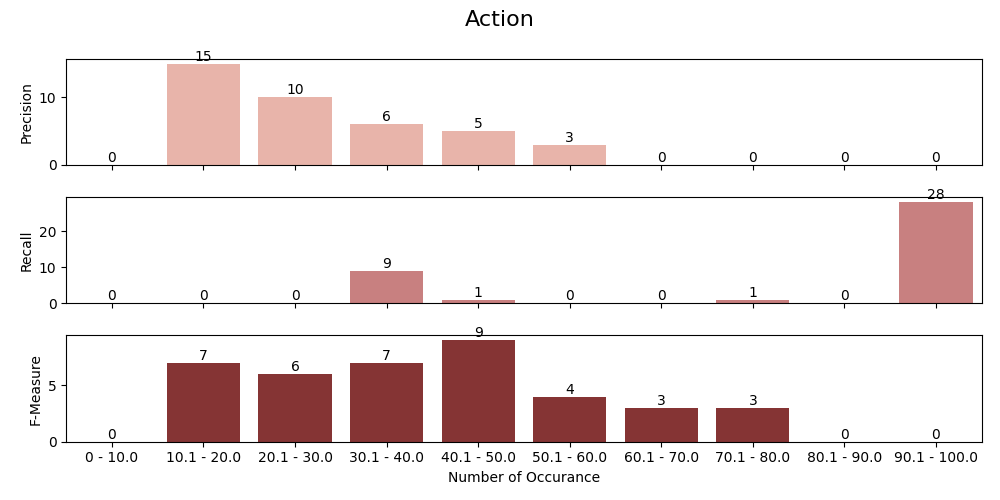 Action
Precision
10
0
0 15 10 6 5 3 0 0 0 0
Recall
20
10
0
0 0 0 9 1 0 0 1 0 28
F-Measure
5
0
0 7 6 7 9 4 3 3 0 0
0 - 10.0 10.1 - 20.0 20.1 - 30.0 30.1 - 40.0 40.1 - 50.0 50.1 - 60.0 60.1 - 70.0 70.1 - 80.0 80.1 - 90.0 90.1 - 100.0
Number of Occurance